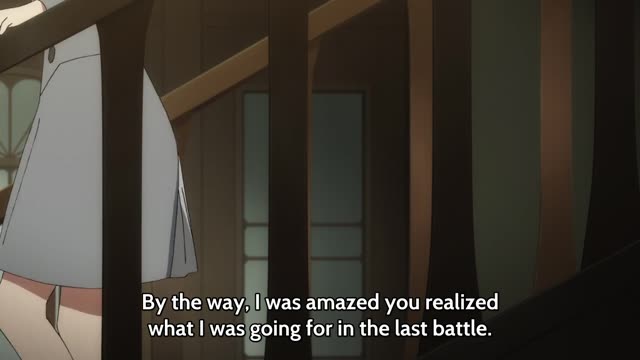 By the way, I was amazed you realized
what I was going for in the last battle.